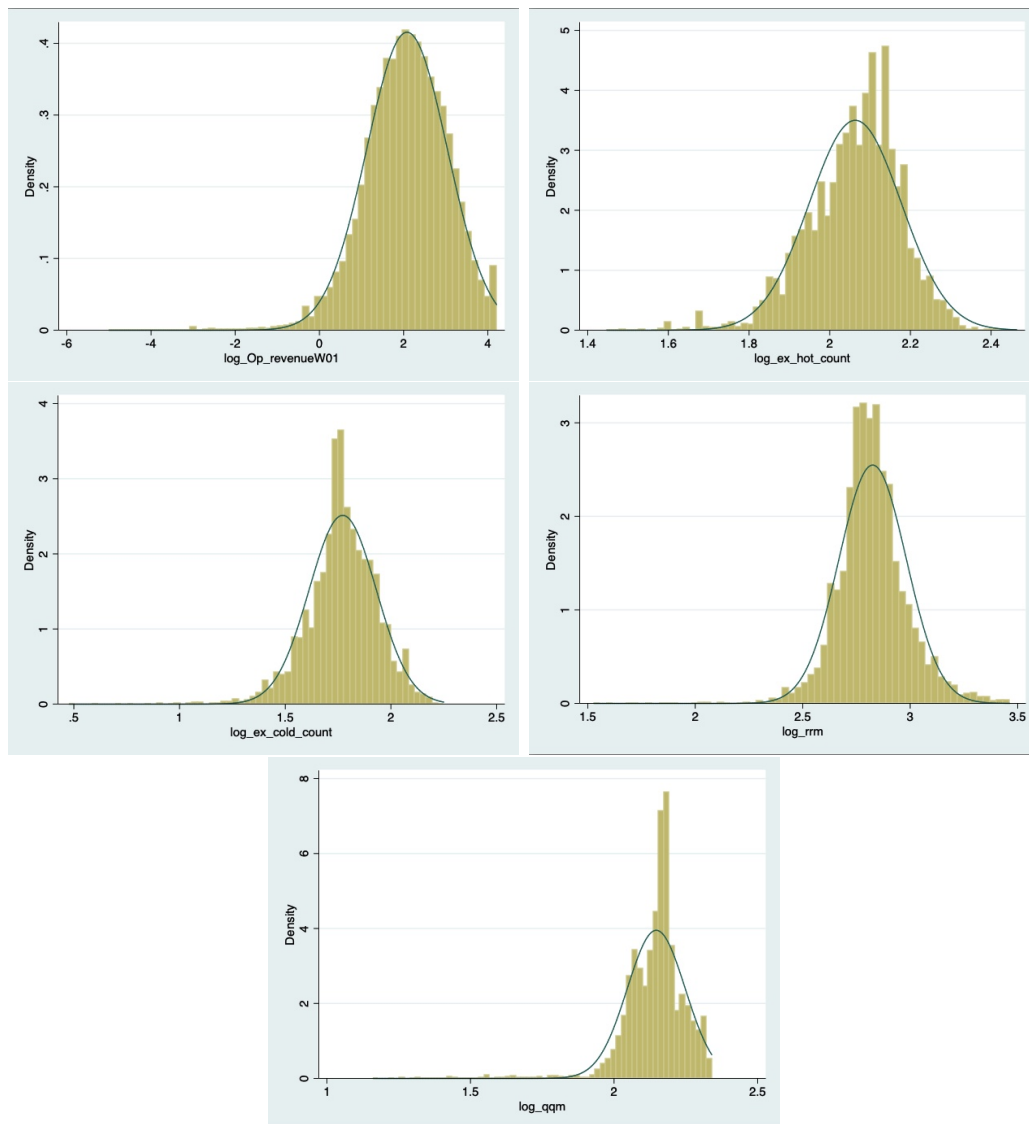 Density
.4
.3
.2
.1
0
-6 -4 -2 0 2 4
log_Op_revenueW01
Density
5
4
3
2
1
0
1.4 1.6 1.8 2 2.2 2.4
log_ex_hot_count
Density
4
3
2
1
0
.5 1 1.5 2 2.5
log_ex_cold_count
Density
3
2
1
0
1.5 2 2.5 3 3.5
log_rrm
Density
8
6
4
2
0
1 1.5 2 2.5
log_qqm